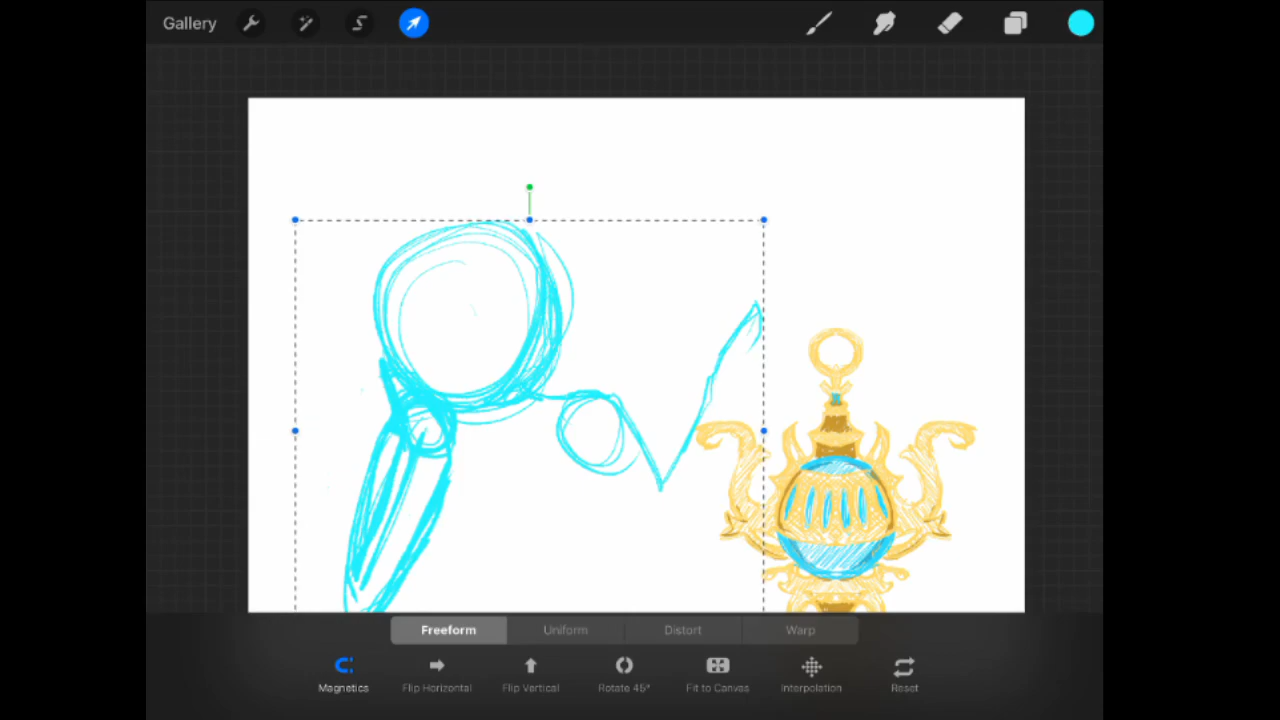 Gallery
Freeform Uniform Distort Warp
Magnetics Flip Horizontal Flip Vertical Rotate 45° Fit to Canvas Interpolation Reset